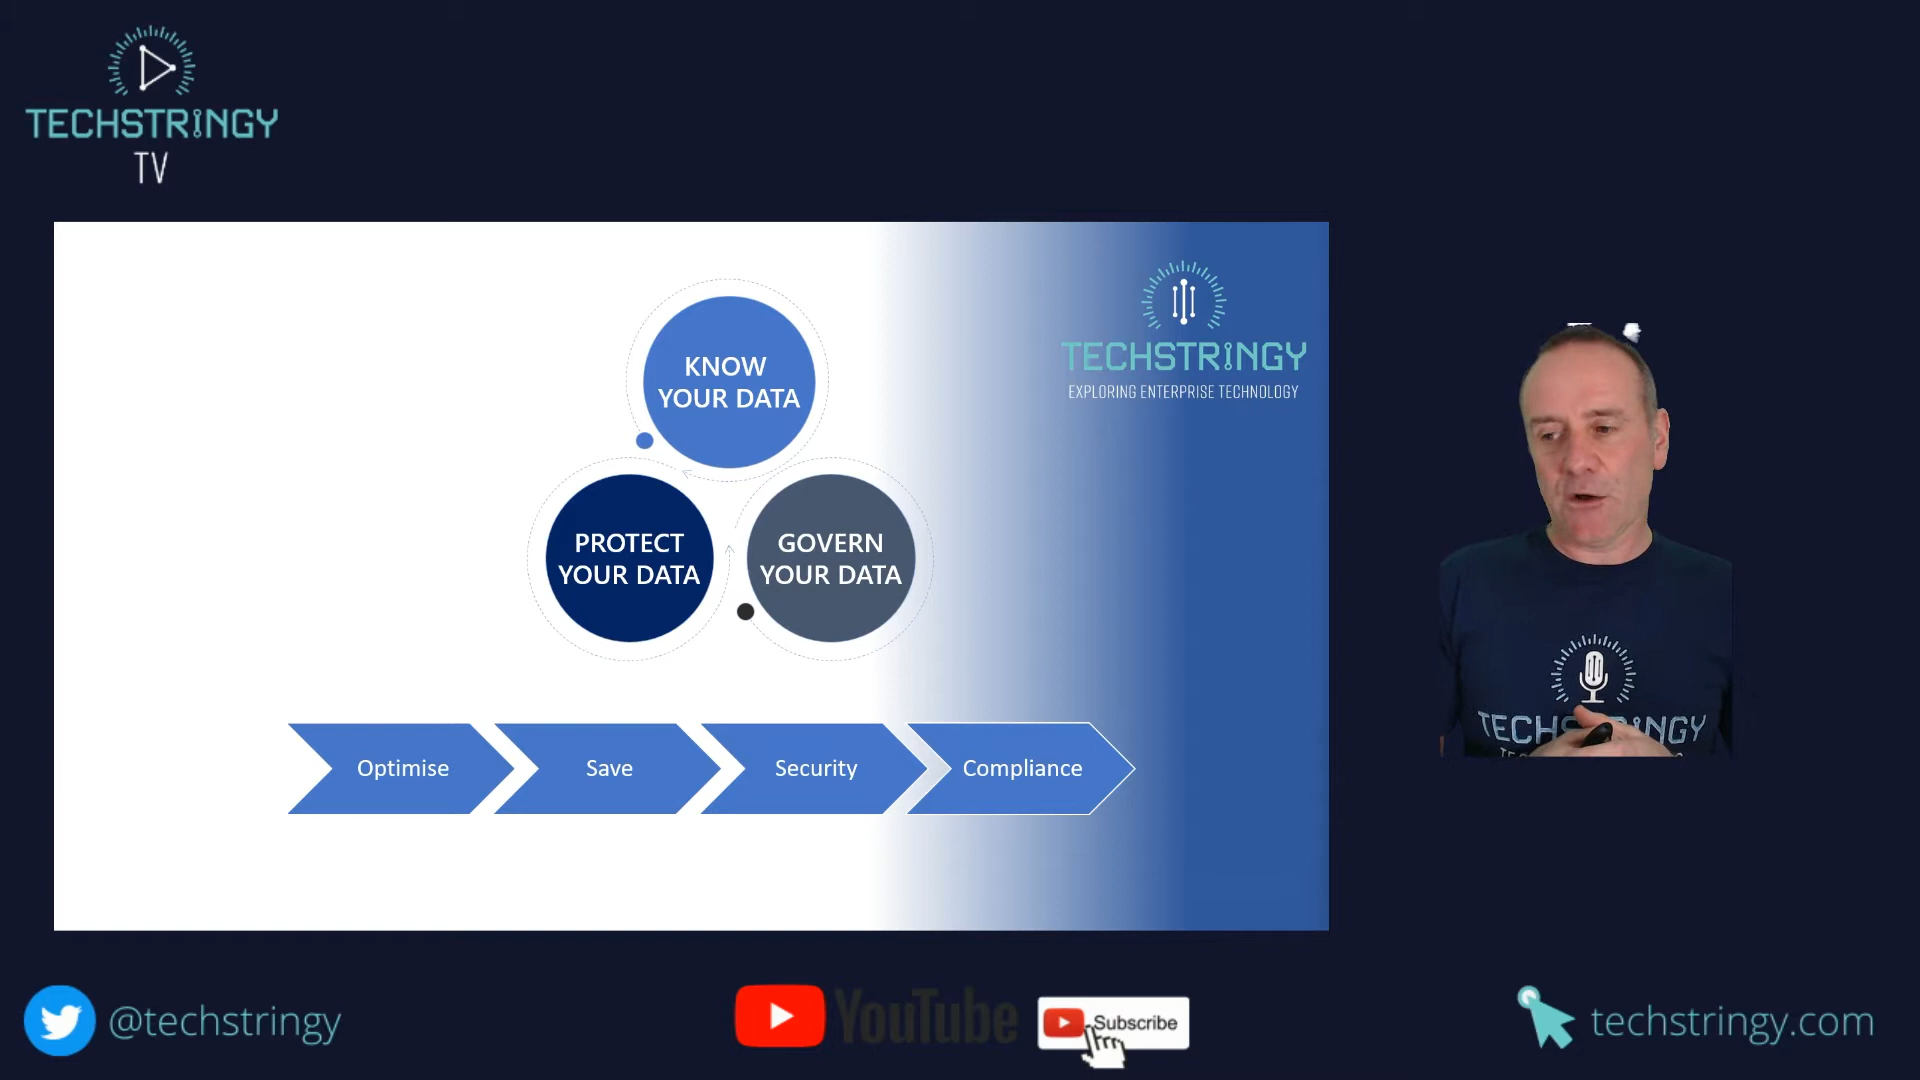 TECHSTRINGY
TV
KNOW
YOUR DATA
TECHSTRINGY
EXPLORING ENTERPRISE TECHNOLOGY
PROTECT
YOUR DATA
GOVERN
YOUR DATA
TECHSTRINGY
Optimise
Save
Security
Compliance
@techstringy
YouTube
Subscribe
techstringy.com